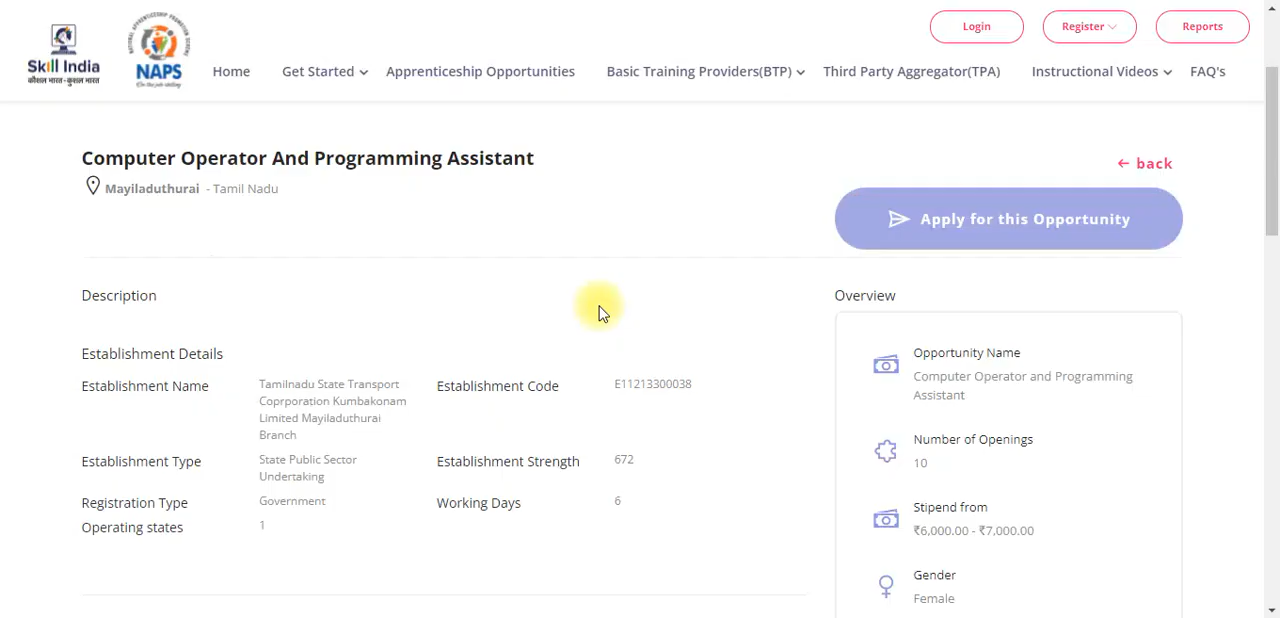 Login
Register
Reports
Skill India
कौशल भारत-कुशल भारत
NAPS
Home
Get Started
Apprenticeship Opportunities
Basic Training Providers(BTP)
Third Party Aggregator(TPA)
Instructional Videos
FAQ's
Computer Operator And Programming Assistant
← back
Mayiladuthurai - Tamil Nadu
Apply for this Opportunity
Description
Overview
Establishment Details
Establishment Name
Tamilnadu State Transport
Coprporation Kumbakonam
Limited Mayiladuthurai
Branch
Establishment Code
E11213300038
Establishment Type
State Public Sector
Undertaking
Establishment Strength
672
Registration Type
Government
Working Days
6
Operating states
1
Opportunity Name
Computer Operator and Programming
Assistant
Number of Openings
10
Stipend from
₹6,000.00 - ₹7,000.00
Gender
Female